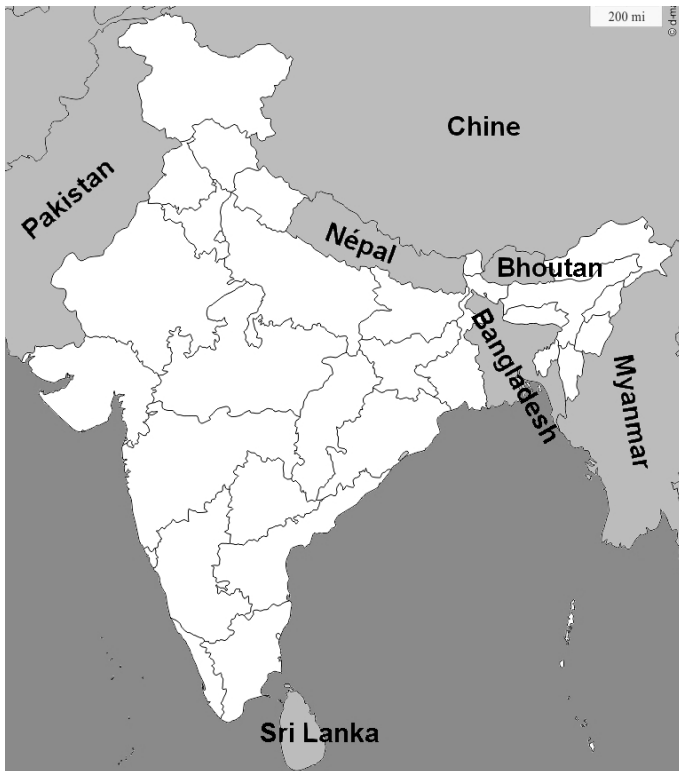 200 mi
Chine
Pakistan
Népal
Bhoutan
Bangladesh
Myanmar
Sri Lanka